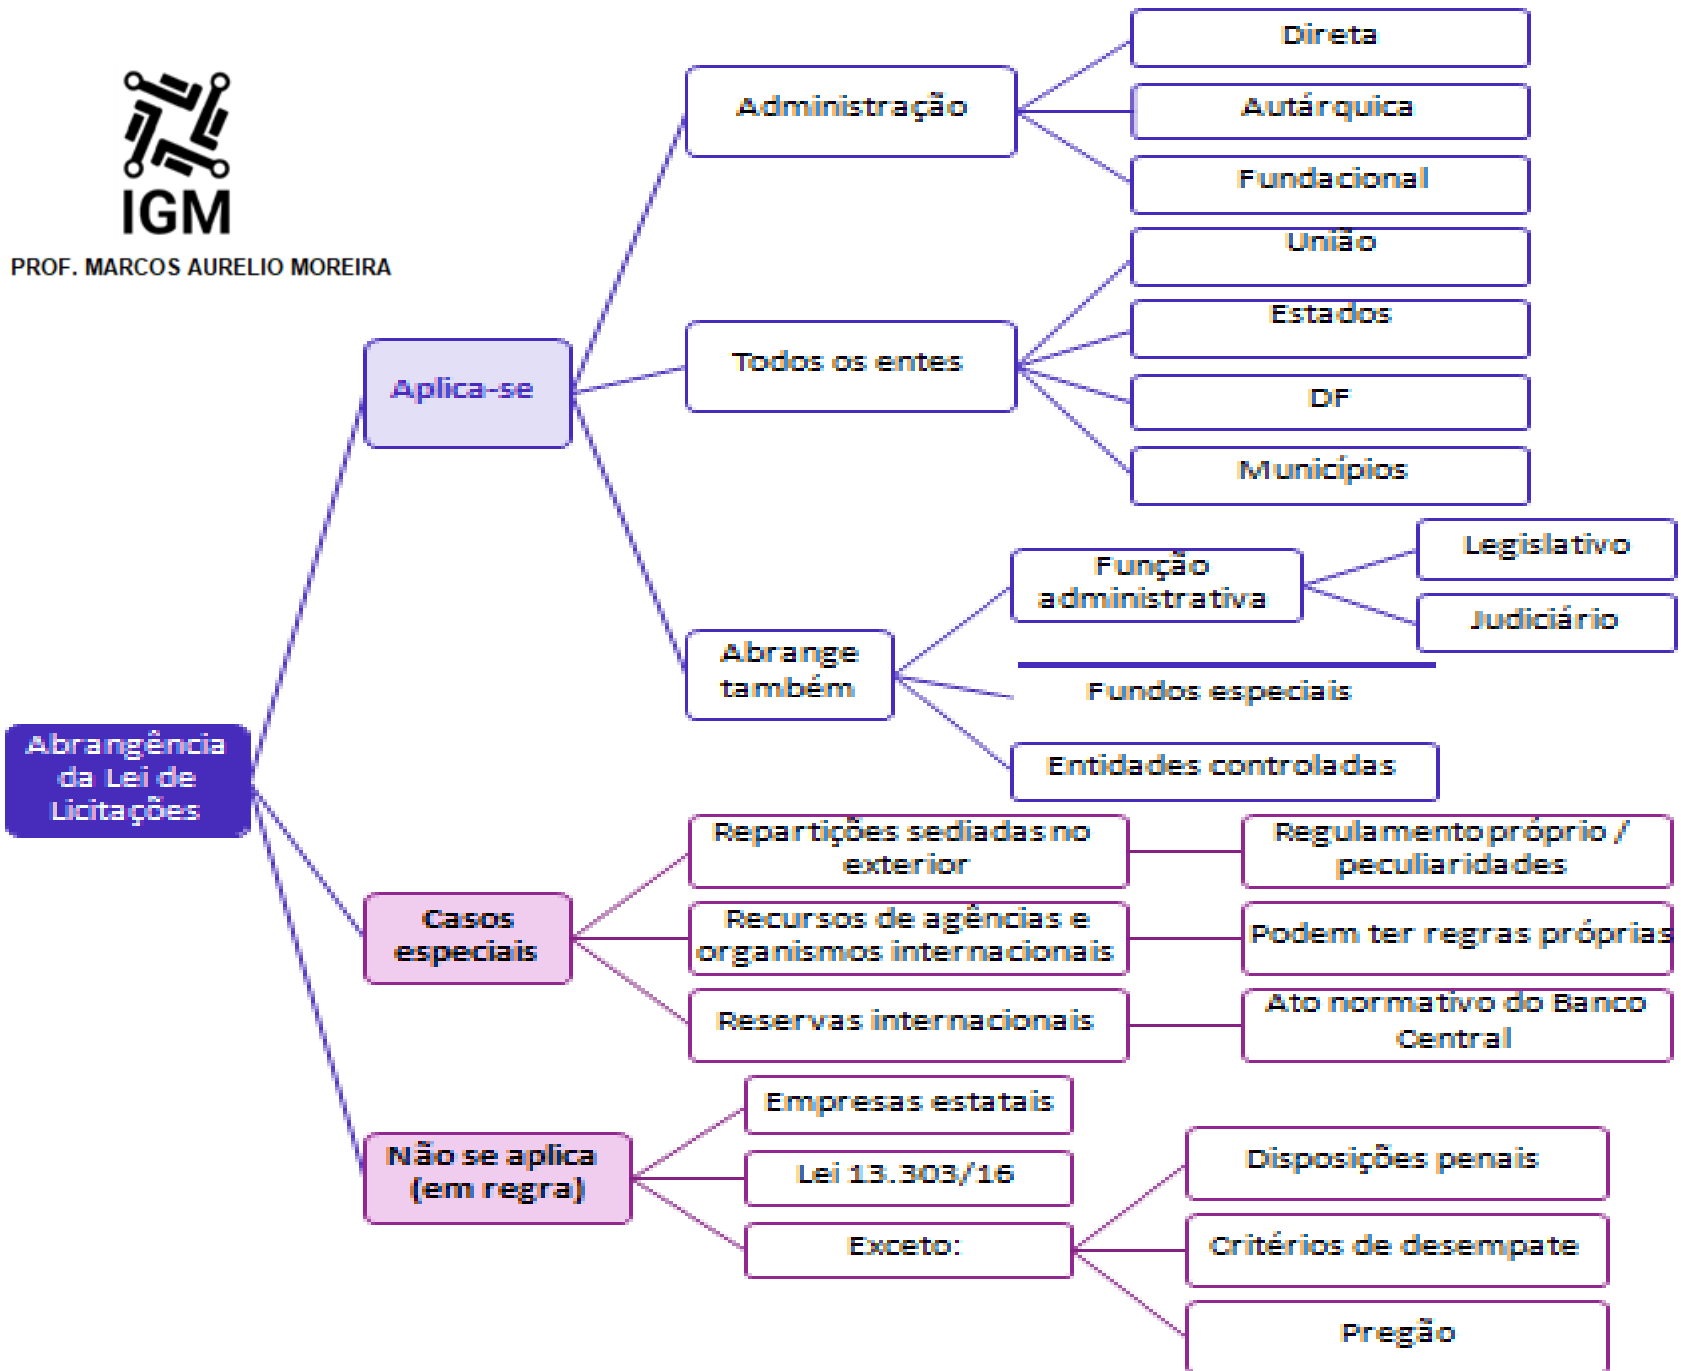 IGM
PROF. MARCOS AURELIO MOREIRA
Abrangência
da Lei de
Licitações
Aplica-se
Administração
Direta
Autárquica
Fundacional
Todos os entes
União
Estados
DF
Municípios
Abrange
também
Função
administrativa
Legislativo
Judiciário
Fundos especiais
Entidades controladas
Casos
especiais
Repartições sediadas no
exterior
Regulamento próprio /
peculiaridades
Recursos de agências e
organismos internacionais
Podem ter regras próprias
Reservas internacionais
Ato normativo do Banco
Central
Não se aplica
(em regra)
Empresas estatais
Lei 13.303/16
Exceto:
Disposições penais
Critérios de desempate
Pregão